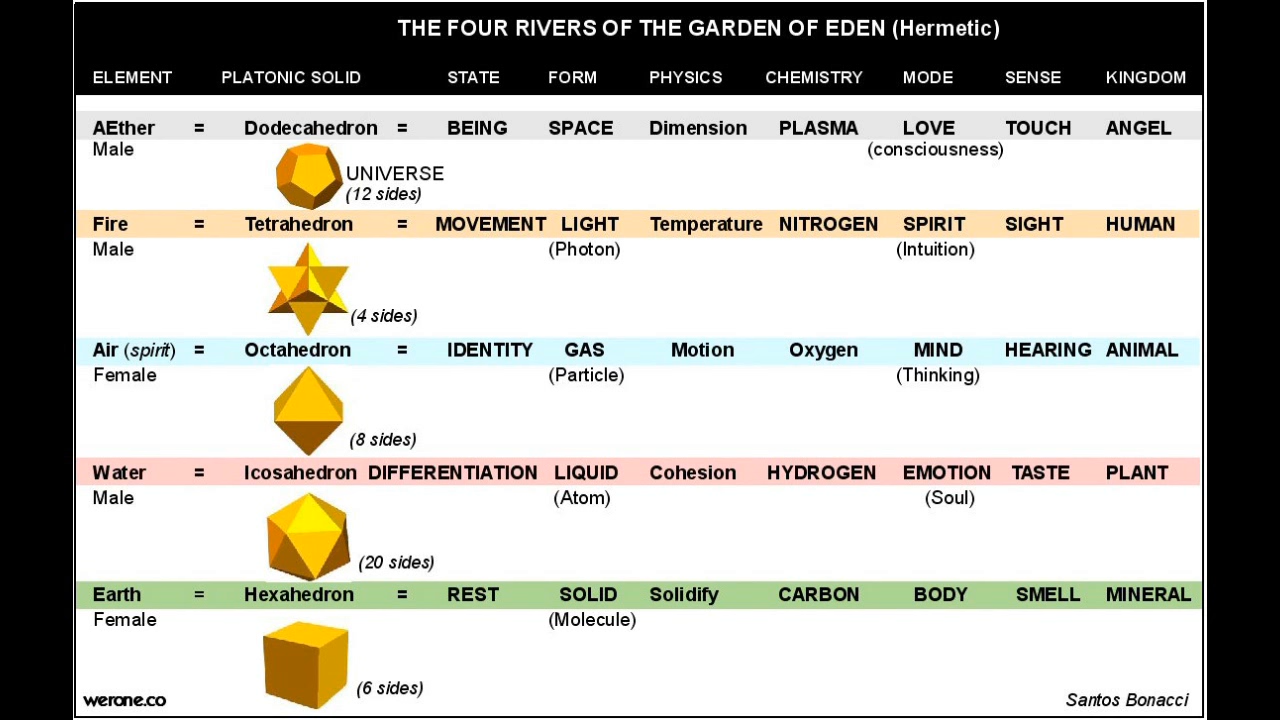 THE FOUR RIVERS OF THE GARDEN OF EDEN (Hermetic)
ELEMENT PLATONIC SOLID STATE FORM PHYSICS CHEMISTRY MODE SENSE KINGDOM
AEther = Dodecahedron = BEING SPACE Dimension PLASMA LOVE TOUCH ANGEL
Male (consciousness)
UNIVERSE
(12 sides)
Fire = Tetrahedron = MOVEMENT LIGHT Temperature NITROGEN SPIRIT SIGHT HUMAN
Male (Photon) (Intuition)
(4 sides)
Air (spirit) = Octahedron = IDENTITY GAS Motion Oxygen MIND HEARING ANIMAL
Female (Particle) (Thinking)
(8 sides)
Water = Icosahedron DIFFERENTIATION LIQUID Cohesion HYDROGEN EMOTION TASTE PLANT
Male (Atom) (Soul)
(20 sides)
Earth = Hexahedron = REST SOLID Solidify CARBON BODY SMELL MINERAL
Female (Molecule)
(6 sides)
werone.co Santos Bonacci